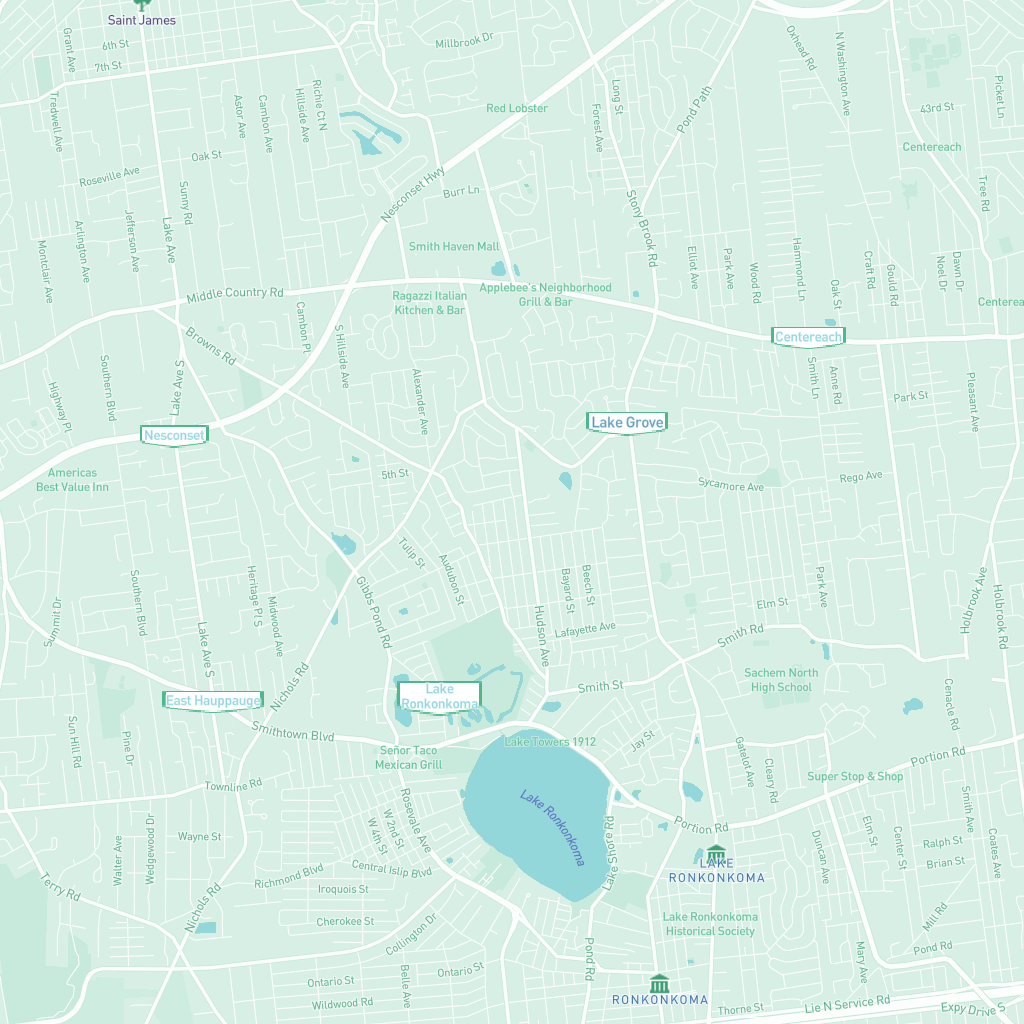 Saint James
Grant Ave
6th St
7th St
Millbrook Dr
Oxhead Rd
N Washington Ave
Picket Ln
43rd St
Centereach
Tredwell Ave
Astor Ave
Cambon Ave
Hillside Ave
Richie Ct N
Red Lobster
Long St
Forest Ave
Pond Path
Oak St
Roseville Ave
Sunny Rd
Jefferson Ave
Arlington Ave
Montclair Ave
Lake Ave
Nesconset Hwy
Burr Ln
Stony Brook Rd
Tree Rd
Smith Haven Mall
Elliot Ave
Park Ave
Wood Rd
Hammond Ln
Craft Rd
Gould Rd
Oak St
Noel Dr
Dawn Dr
Middle Country Rd
Ragazzi Italian
Kitchen & Bar
Applebee's Neighborhood
Grill & Bar
Centerea
Centereach
Browns Rd
Cambon Pl
S Hillside Ave
Alexander Ave
Southern Blvd
Highway Pl
Lake Ave S
Smith Ln
Anne Rd
Park St
Pleasant Ave
Nesconset
Lake Grove
Americas
Best Value Inn
5th St
Sycamore Ave
Rego Ave
Tulip St
Audubon St
Bayard St
Beech St
Park Ave
Elm St
Holbrook Ave
Holbrook Rd
Summit Dr
Southern Blvd
Heritage Pl S
Midwood Ave
Gibbs Pond Rd
Lake Ave S
Hudson Ave
Lafayette Ave
Smith Rd
Sachem North
High School
Smith St
East Hauppauge
Nichols Rd
Lake
Ronkonkoma
Cenacle Rd
Sun Hill Rd
Pine Dr
Smithtown Blvd
Señor Taco
Mexican Grill
Lake Towers 1912
Jay St
Gatelot Ave
Cleary Rd
Portion Rd
Super Stop & Shop
Townline Rd
Lake Ronkonkoma
Rosevale Ave
W 2nd St
W 4th St
Walter Ave
Wedgewood Dr
Wayne St
Portion Rd
Lake Shore Rd
Duncan Ave
Elm St
Center St
Smith Ave
Coates Ave
Ralph St
Brian St
LAKE
RONKONKOMA
Terry Rd
Richmond Blvd
Central Islip Blvd
Iroquois St
Nichols Rd
Cherokee St
Collington Dr
Lake Ronkonkoma
Historical Society
Mill Rd
Pond Rd
Mary Ave
Pond Rd
Ontario St
Ontario St
Belle Ave
Wildwood Rd
RONKONKOMA
Thorne St
Lie N Service Rd
Expy Drive S